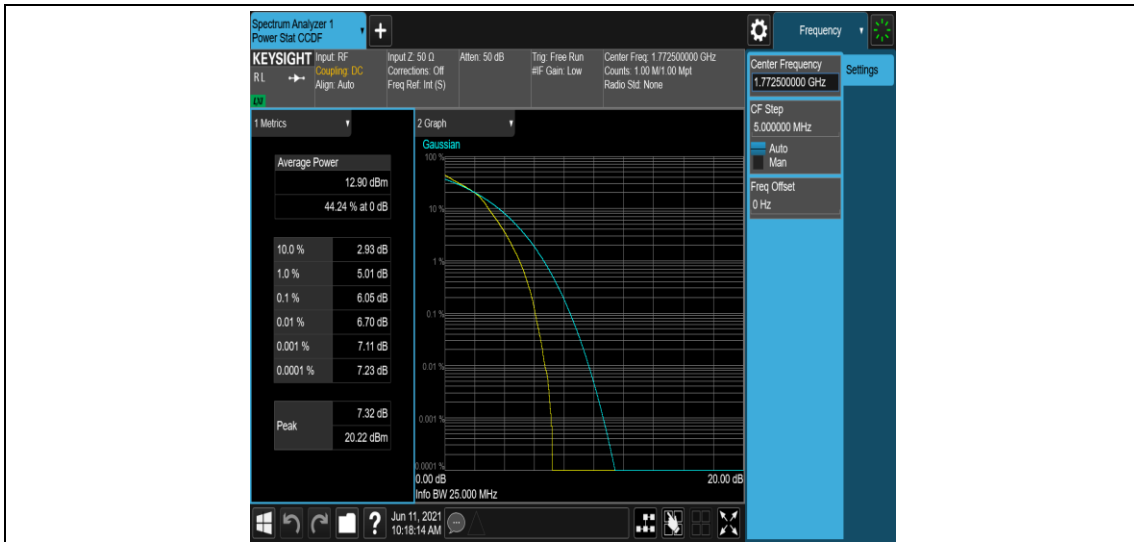 Spectrum Analyzer 1
Power Stat CCDF
+
Frequency
KEYSIGHT
R L
LXI
Input: RF
Coupling: DC
Align: Auto
Input Z: 50 Ω
Corrections: Off
Freq Ref: Int (S)
Atten: 50 dB
Trig: Free Run
#IF Gain: Low
Center Freq: 1.772500000 GHz
Counts: 1.00 M/1.00 Mpt
Radio Std: None
Center Frequency
1.772500000 GHz
Settings
CF Step
5.000000 MHz
Auto
Man
Freq Offset
0 Hz
1 Metrics
Average Power
12.90 dBm
44.24 % at 0 dB
10.0 % 2.93 dB
1.0 % 5.01 dB
0.1 % 6.05 dB
0.01 % 6.70 dB
0.001 % 7.11 dB
0.0001 % 7.23 dB
Peak
7.32 dB
20.22 dBm
2 Graph
Gaussian
100 %
10 %
1 %
0.1 %
0.01 %
0.001 %
0.0001 %
0.00 dB
20.00 dB
Info BW 25.000 MHz
?
Jun 11, 2021
10:18:14 AM